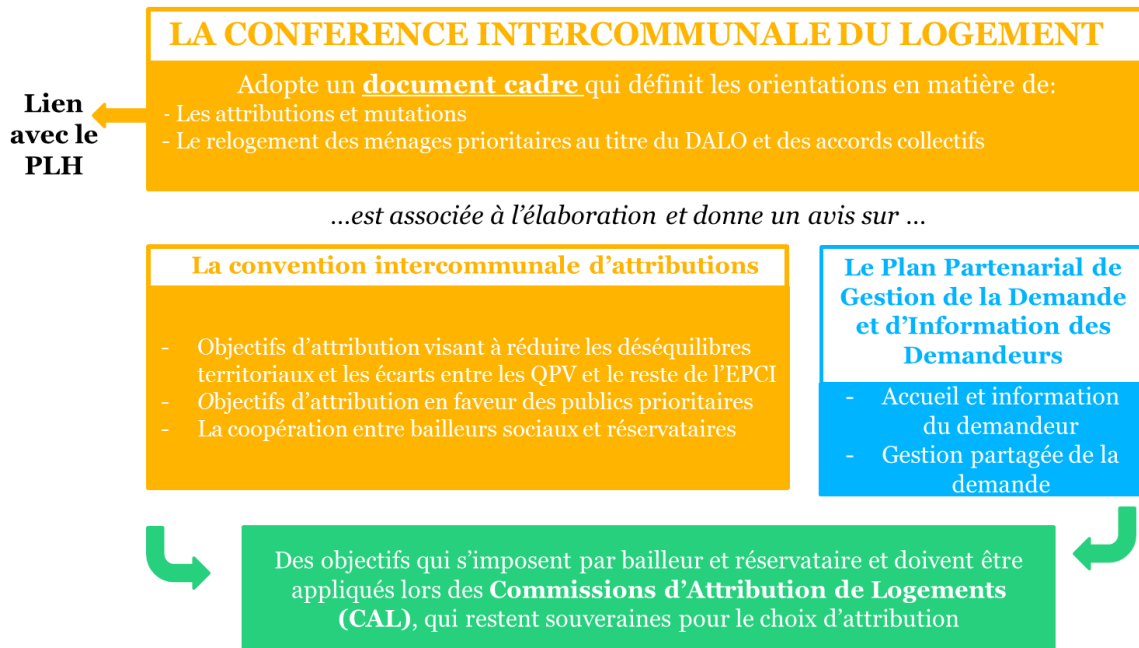 LA CONFERENCE INTERCOMMUNALE DU LOGEMENT
Adopte un document cadre qui définit les orientations en matière de:
- Les attributions et mutations
- Le relogement des ménages prioritaires au titre du DALO et des accords collectifs
Lien
avec le
PLH
...est associée à l'élaboration et donne un avis sur ...
La convention intercommunale d'attributions
- Objectifs d'attribution visant à réduire les déséquilibres
territoriaux et les écarts entre les QPV et le reste de l'EPCI
- Objectifs d'attribution en faveur des publics prioritaires
- La coopération entre bailleurs sociaux et réservataires
Le Plan Partenarial de
Gestion de la Demande
et d'Information des
Demandeurs
- Accueil et information
du demandeur
- Gestion partagée de la
demande
Des objectifs qui s'imposent par bailleur et réservataire et doivent être
appliqués lors des Commissions d'Attribution de Logements
(CAL), qui restent souveraines pour le choix d'attribution